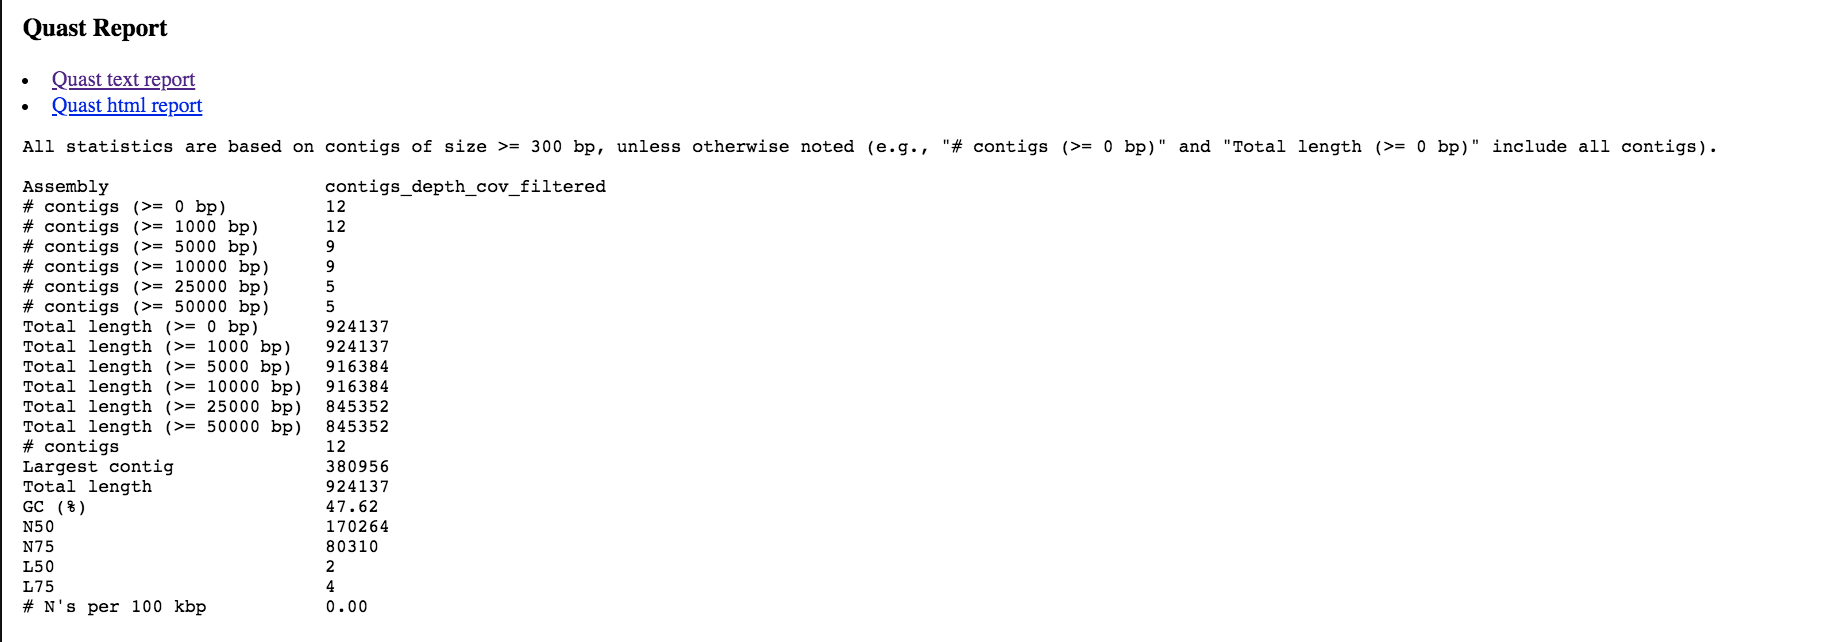 Quast Report
• Quast text report
• Quast html report
All statistics are based on contigs of size >= 300 bp, unless otherwise noted (e.g., "# contigs (>= 0 bp)" and "Total length (>= 0 bp)" include all contigs).
Assembly contigs_depth_cov_filtered
# contigs (>= 0 bp) 12
# contigs (>= 1000 bp) 12
# contigs (>= 5000 bp) 9
# contigs (>= 10000 bp) 9
# contigs (>= 25000 bp) 5
# contigs (>= 50000 bp) 5
Total length (>= 0 bp) 924137
Total length (>= 1000 bp) 924137
Total length (>= 5000 bp) 916384
Total length (>= 10000 bp) 916384
Total length (>= 25000 bp) 845352
Total length (>= 50000 bp) 845352
# contigs 12
Largest contig 380956
Total length 924137
GC (%) 47.62
N50 170264
N75 80310
L50 2
L75 4
# N's per 100 kbp 0.00